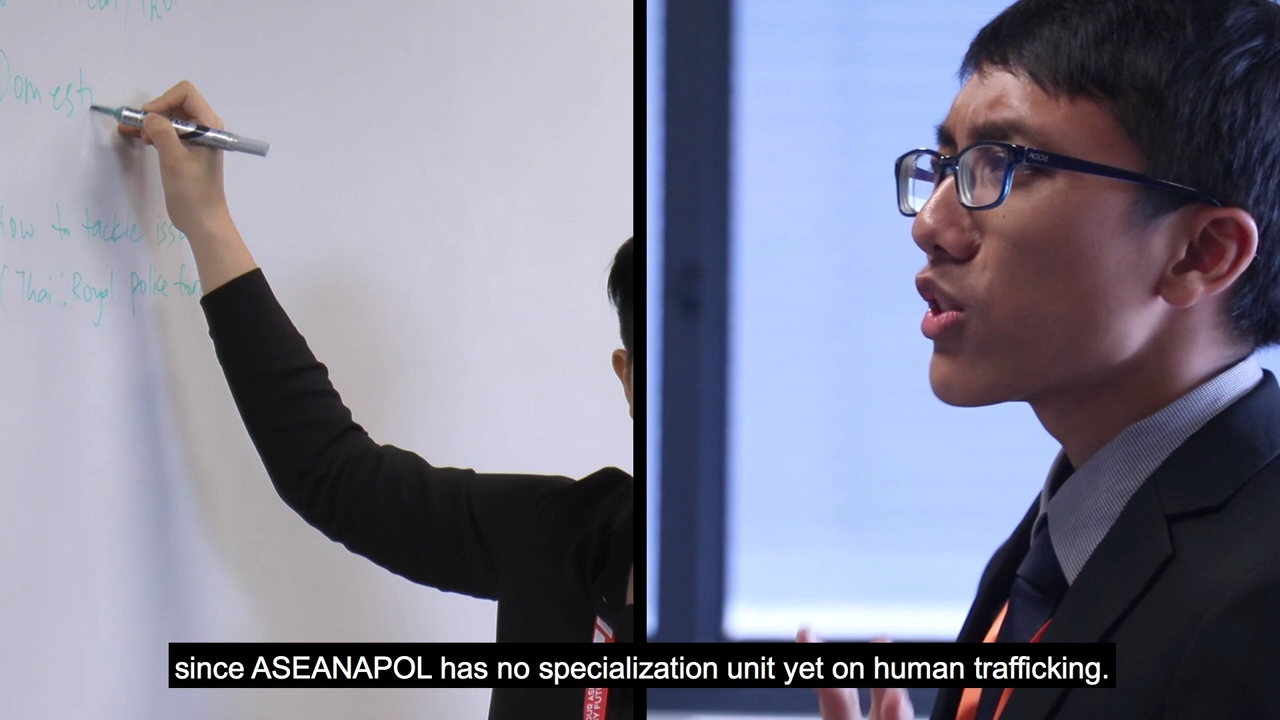 Domest
How to tackle iss
(Thai: Royal police for
since ASEANAPOL has no specialization unit yet on human trafficking.